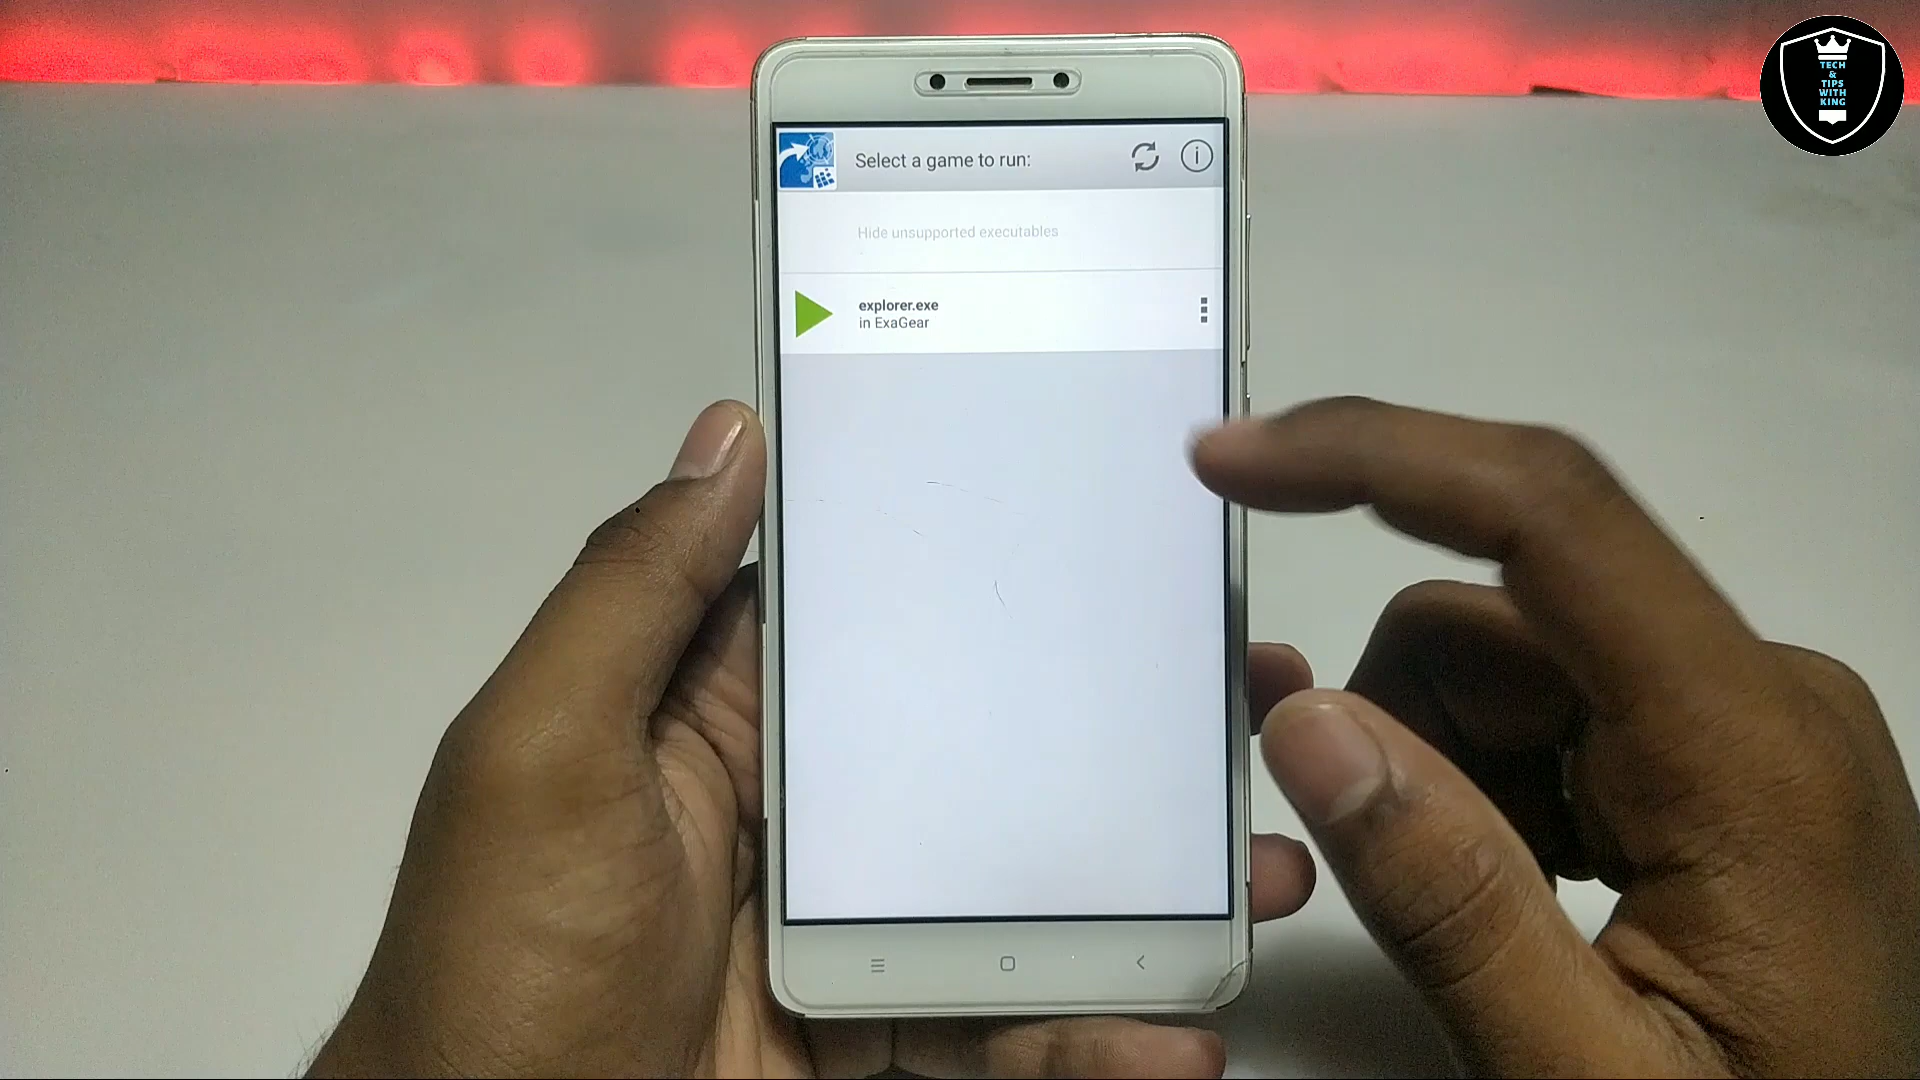 TECH
&
TIPS
WITH
KING
Select a game to run:
Hide unsupported executables
explorer.exe
in ExaGear